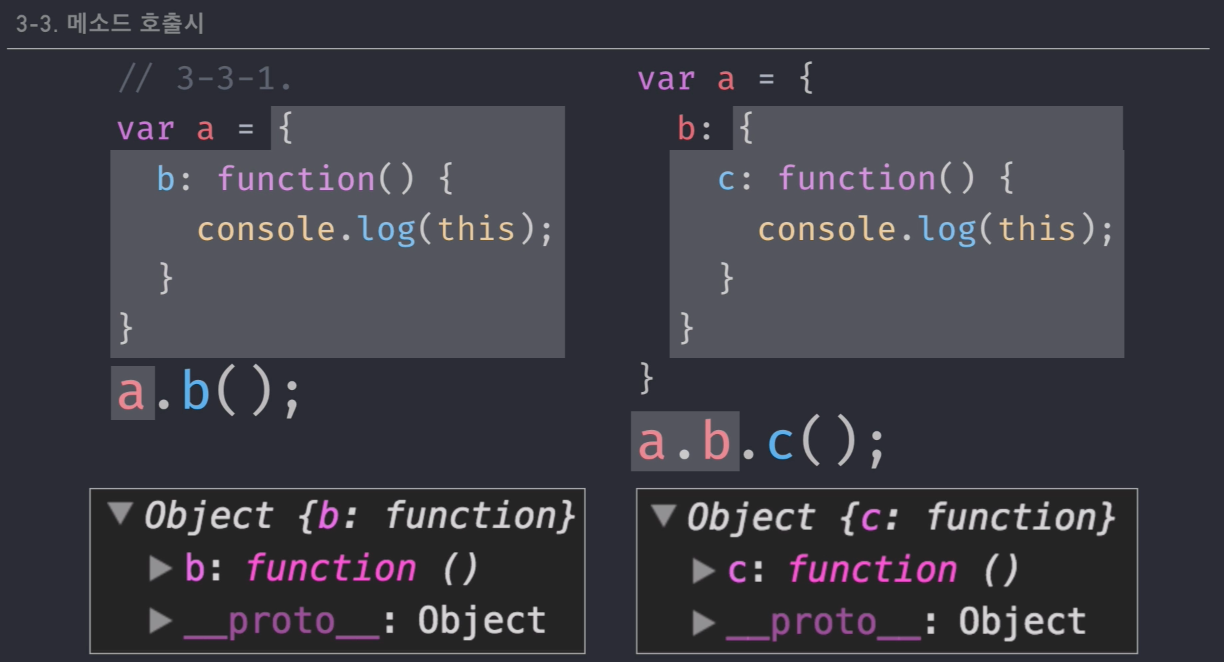 3-3. 메소드 호출시
// 3-3-1.
var a = {
  b: function() {
    console.log(this);
  }
}
a.b();
▼Object {b: function}
▶b: function ()
▶__proto__: Object
var a = {
  b: {
    c: function() {
      console.log(this);
    }
  }
}
a.b.c();
▼Object {c: function}
▶c: function ()
▶__proto__: Object